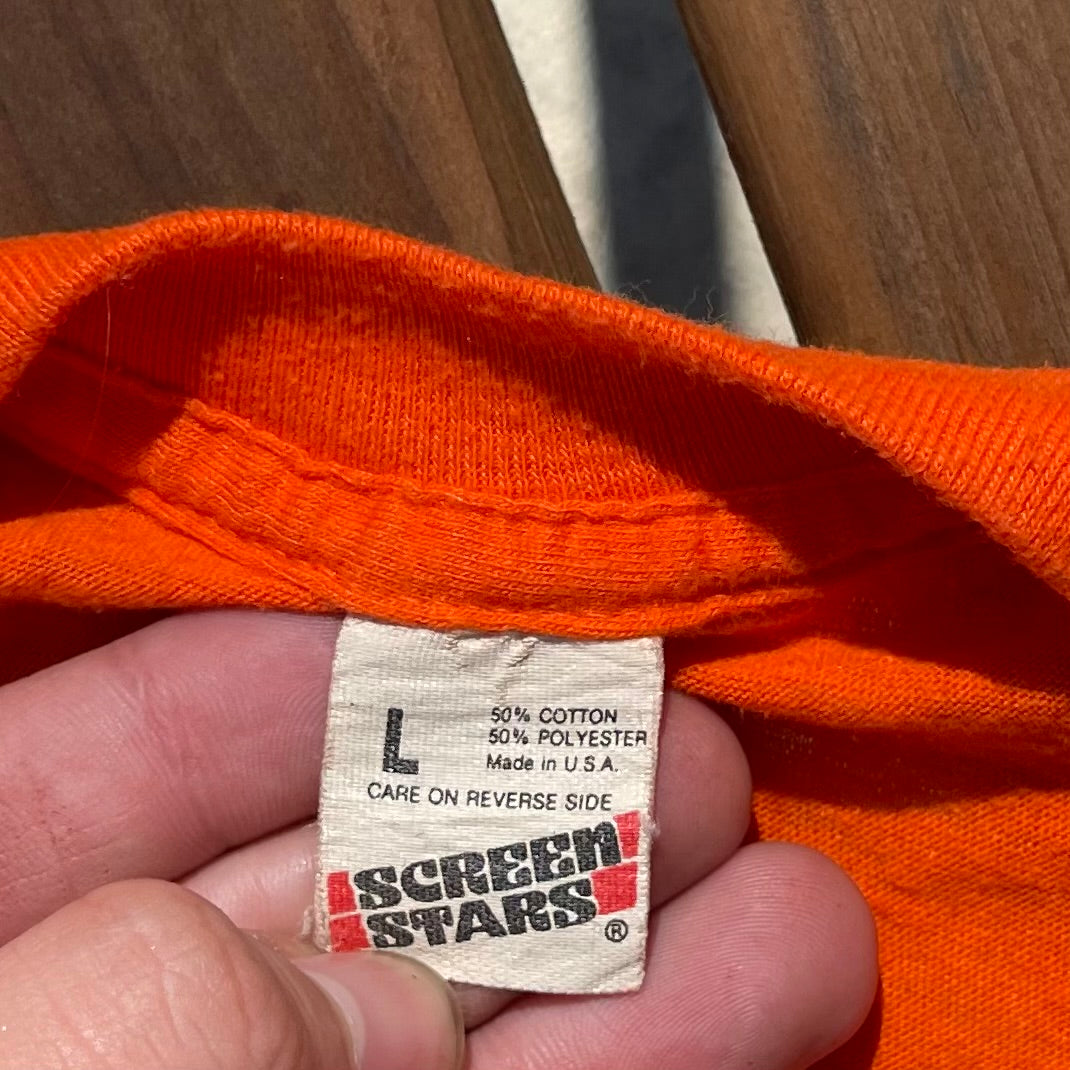 L
50% COTTON
50% POLYESTER
Made in U.S.A.
CARE ON REVERSE SIDE
SCREEn
STARS
®